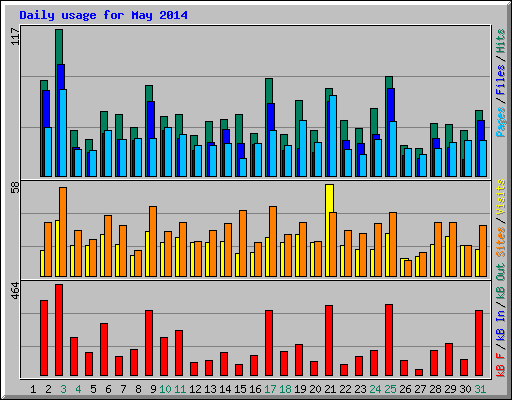 Daily usage for May 2014
117
Pages / Files / Hits
58
Sites / Visits
464
kB F / kB In / kB Out
1 2 3 4 5 6 7 8 9 10 11 12 13 14 15 16 17 18 19 20 21 22 23 24 25 26 27 28 29 30 31